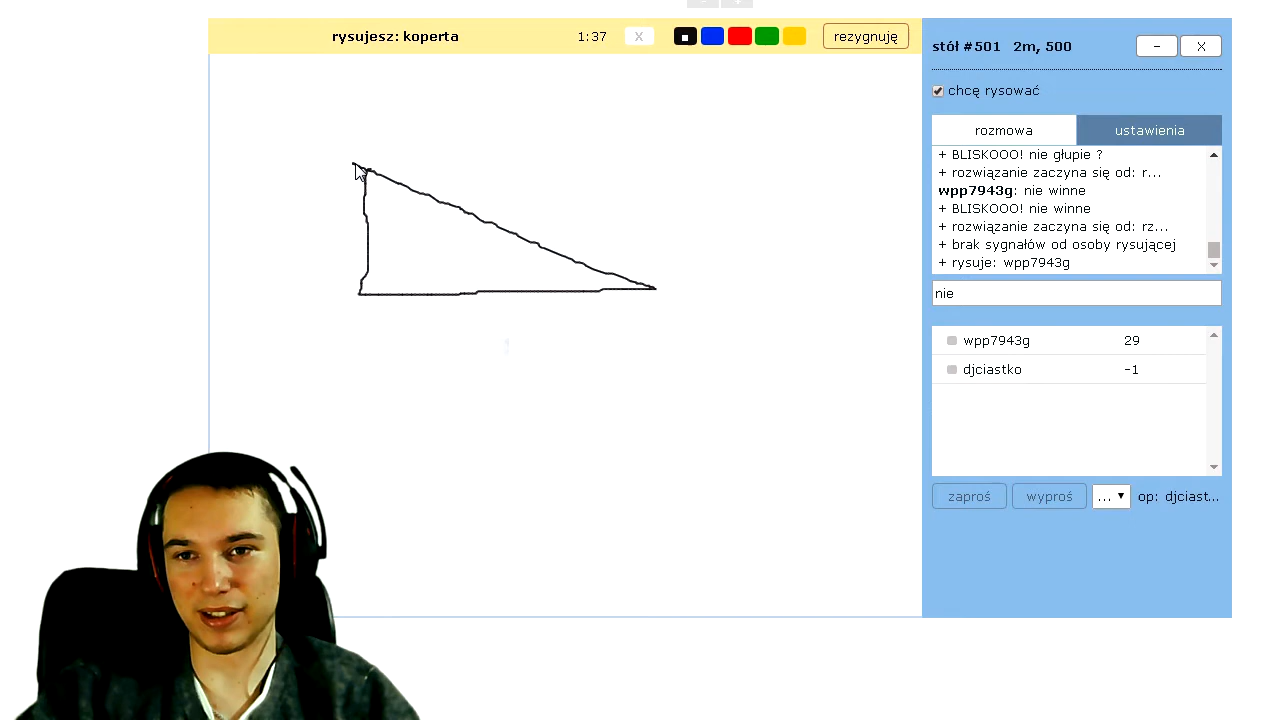 rysujesz: koperta 1:37 X rezygnuję
stół #501 2m, 500 – X
chcę rysować
rozmowa ustawienia
+ BLISKOOO! nie głupie ?
+ rozwiązanie zaczyna się od: r...
wpp7943g: nie winne
+ BLISKOOO! nie winne
+ rozwiązanie zaczyna się od: rz...
+ brak sygnałów od osoby rysującej
+ rysuje: wpp7943g
nie
wpp7943g 29
djciastko -1
zaproś wyproś ... op: djciast...